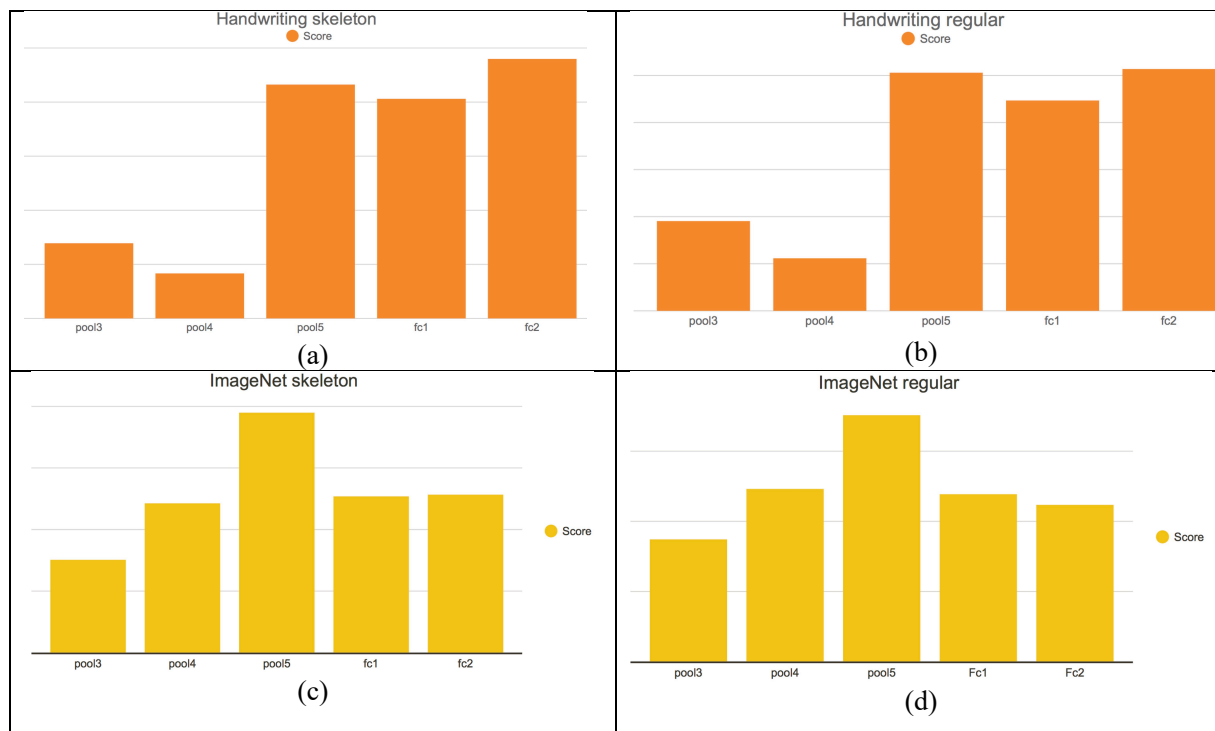 Handwriting skeleton
Score
pool3 pool4 pool5 fc1 fc2
(a)
Handwriting regular
Score
pool3 pool4 pool5 fc1 fc2
(b)
ImageNet skeleton
Score
pool3 pool4 pool5 fc1 fc2
(c)
ImageNet regular
Score
pool3 pool4 pool5 Fc1 Fc2
(d)